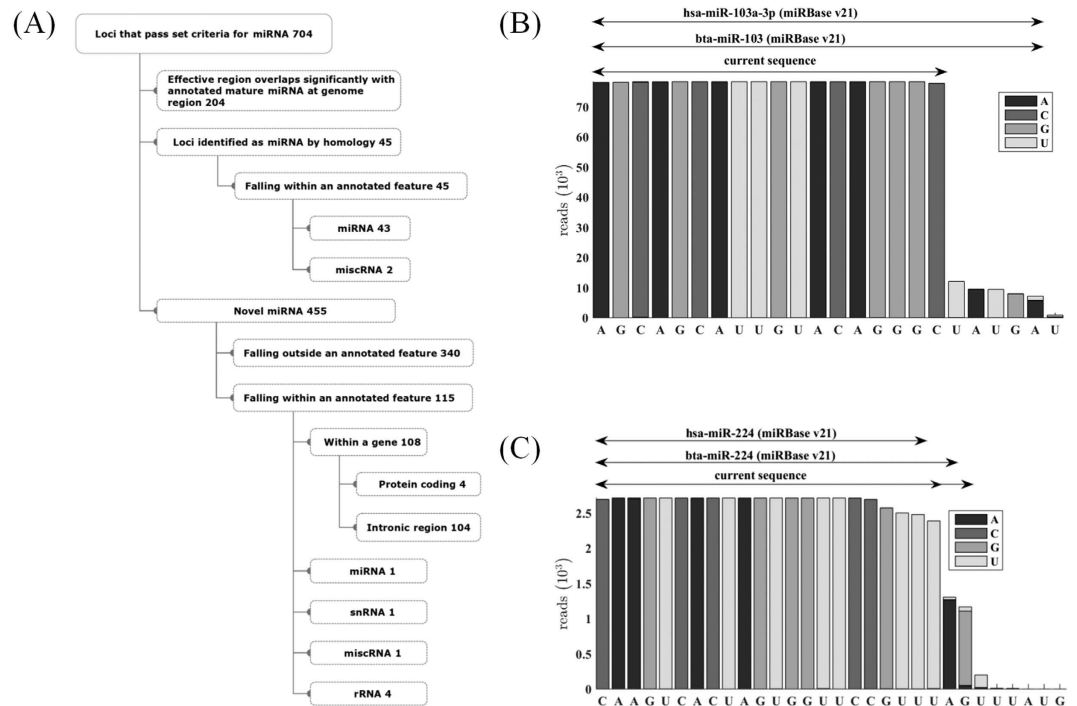 (A)
Loci that pass set criteria for miRNA 704
Effective region overlaps significantly with
annotated mature miRNA at genome
region 204
Loci identified as miRNA by homology 45
Falling within an annotated feature 45
miRNA 43
miscRNA 2
Novel miRNA 455
Falling outside an annotated feature 340
Falling within an annotated feature 115
Within a gene 108
Protein coding 4
Intronic region 104
miRNA 1
snRNA 1
miscRNA 1
rRNA 4
(B)
hsa-miR-103a-3p (miRBase v21)
bta-miR-103 (miRBase v21)
current sequence
A
C
G
U
reads (10³)
70
60
50
40
30
20
10
0
A G C A G C A U U G U A C A G G G C U A U G A U
(C)
hsa-miR-224 (miRBase v21)
bta-miR-224 (miRBase v21)
current sequence
A
C
G
U
reads (10³)
2.5
2
1.5
1
0.5
0
C A A G U C A C U A G U G G U U C C G U U U A G U U U A U G